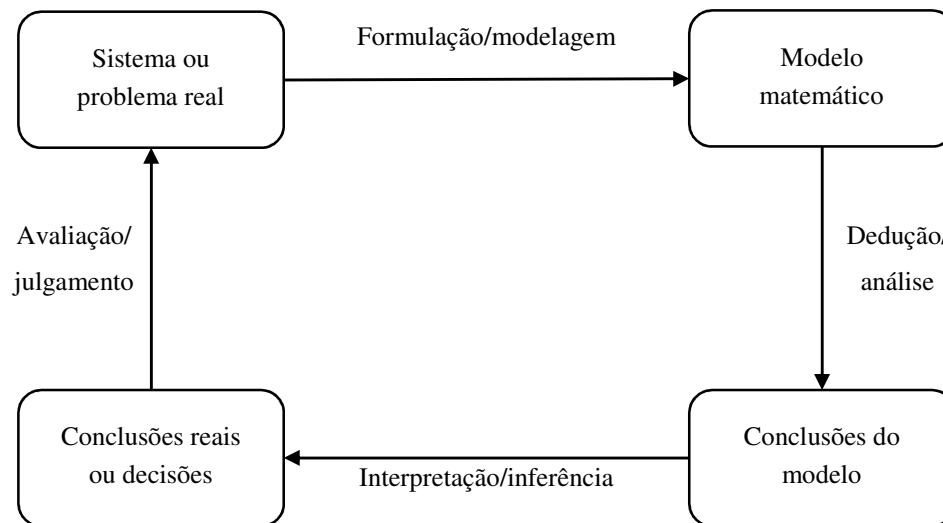 Sistema ou
problema real
Formulação/modelagem
Modelo
matemático
Avaliação/
julgamento
Dedução/
análise
Conclusões reais
ou decisões
Interpretação/inferência
Conclusões do
modelo